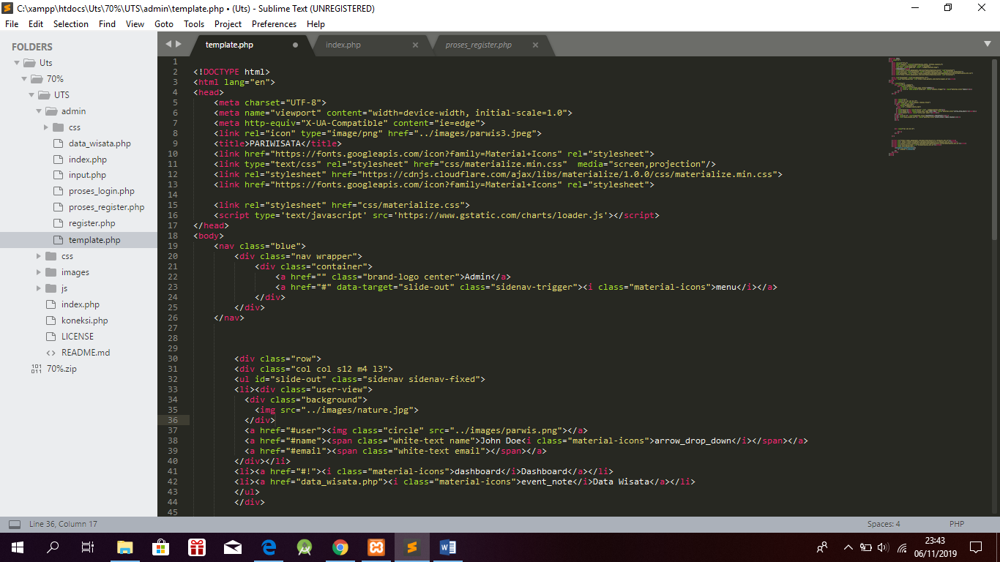 C:\xampp\htdocs\Uts\70%\UTS\admin\template.php • (Uts) - Sublime Text (UNREGISTERED)
File Edit Selection Find View Goto Tools Project Preferences Help
FOLDERS
Uts
70%
UTS
admin
css
data_wisata.php
index.php
input.php
proses_login.php
proses_register.php
register.php
template.php
css
images
js
index.php
koneksi.php
LICENSE
README.md
70%.zip
template.php index.php proses_register.php
1
2 <!DOCTYPE html>
3 <html lang="en">
4 <head>
5 <meta charset="UTF-8">
6 <meta name="viewport" content="width=device-width, initial-scale=1.0">
7 <meta http-equiv="X-UA-Compatible" content="ie=edge">
8 <link rel="icon" type="image/png" href="../images/parwis3.jpeg">
9 <title>PARIWISATA</title>
10 <link href="https://fonts.googleapis.com/icon?family=Material+Icons" rel="stylesheet">
11 <link type="text/css" rel="stylesheet" href="css/materialize.min.css"  media="screen,projection"/>
12 <link rel="stylesheet" href="https://cdnjs.cloudflare.com/ajax/libs/materialize/1.0.0/css/materialize.min.css">
13 <link href="https://fonts.googleapis.com/icon?family=Material+Icons" rel="stylesheet">
14
15 <link rel="stylesheet" href="css/materialize.css">
16 <script type='text/javascript' src='https://www.gstatic.com/charts/loader.js'></script>
17 </head>
18 <body>
19 <nav class="blue">
20 <div class="nav wrapper">
21 <div class="container">
22 <a href="" class="brand-logo center">Admin</a>
23 <a href="#" data-target="slide-out" class="sidenav-trigger"><i class="material-icons">menu</i></a>
24 </div>
25 </div>
26 </nav>
27
28
29
30 <div class="row">
31 <div class="col col s12 m4 l3">
32 <ul id="slide-out" class="sidenav sidenav-fixed">
33 <li><div class="user-view">
34 <div class="background">
35 <img src="../images/nature.jpg">
36 </div>
37 <a href="#user"><img class="circle" src="../images/parwis.png"></a>
38 <a href="#name"><span class="white-text name">John Doe<i class="material-icons">arrow_drop_down</i></span></a>
39 <a href="#email"><span class="white-text email"></span></a>
40 </div></li>
41 <li><a href="#!"><i class="material-icons">dashboard</i>Dashboard</a></li>
42 <li><a href="data_wisata.php"><i class="material-icons">event_note</i>Data Wisata</a></li>
43 </ul>
44 </div>
45
Line 36, Column 17 Spaces: 4 PHP
23:43
06/11/2019